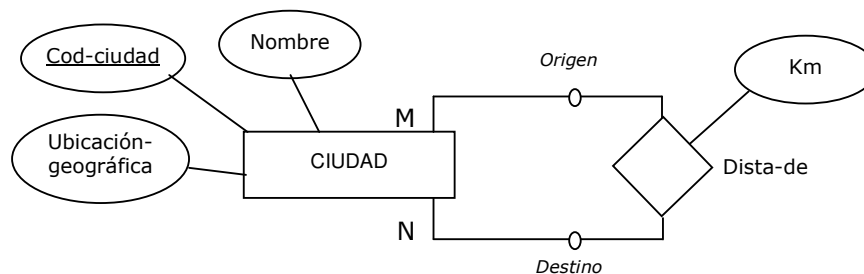 Nombre
Cod-ciudad
Origen
Km
M
Ubicación-
geográfica
CIUDAD
Dista-de
N
Destino